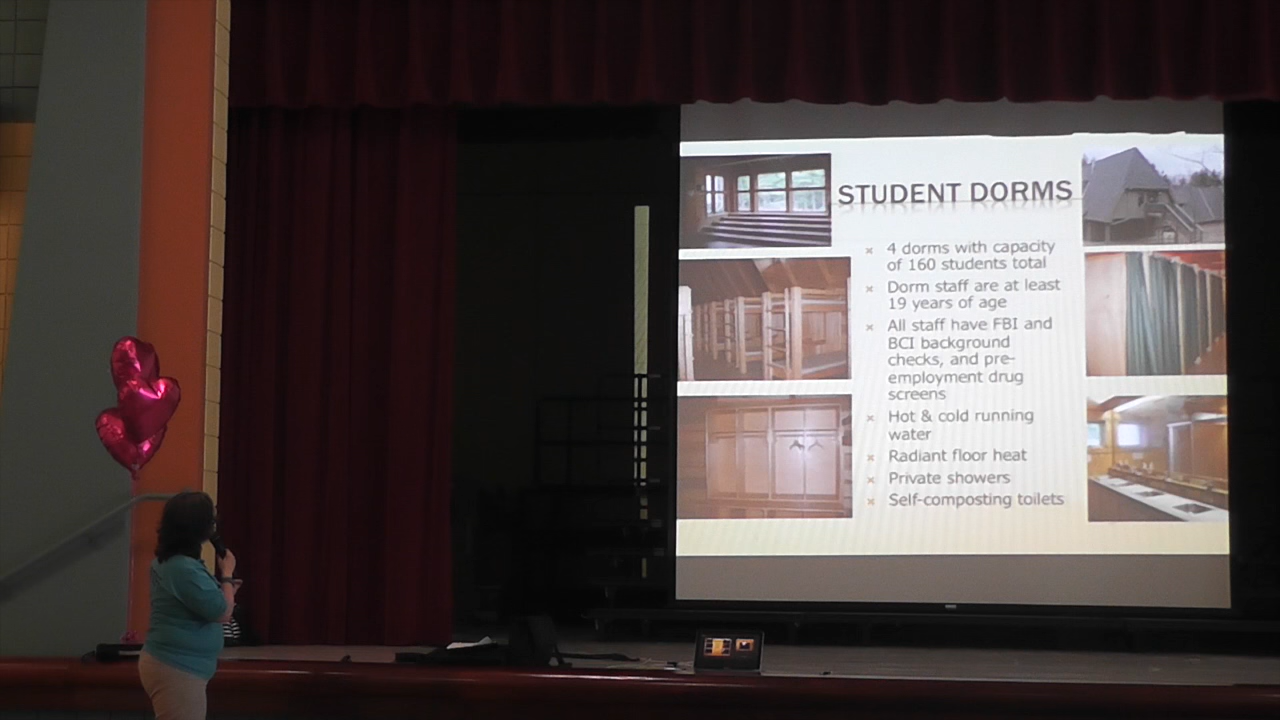 STUDENT DORMS
4 dorms with capacity
of 160 students total
Dorm staff are at least
19 years of age
All staff have FBI and
BCI background
checks, and pre-
employment drug
screens
Hot & cold running
water
Radiant floor heat
Private showers
Self-composting toilets